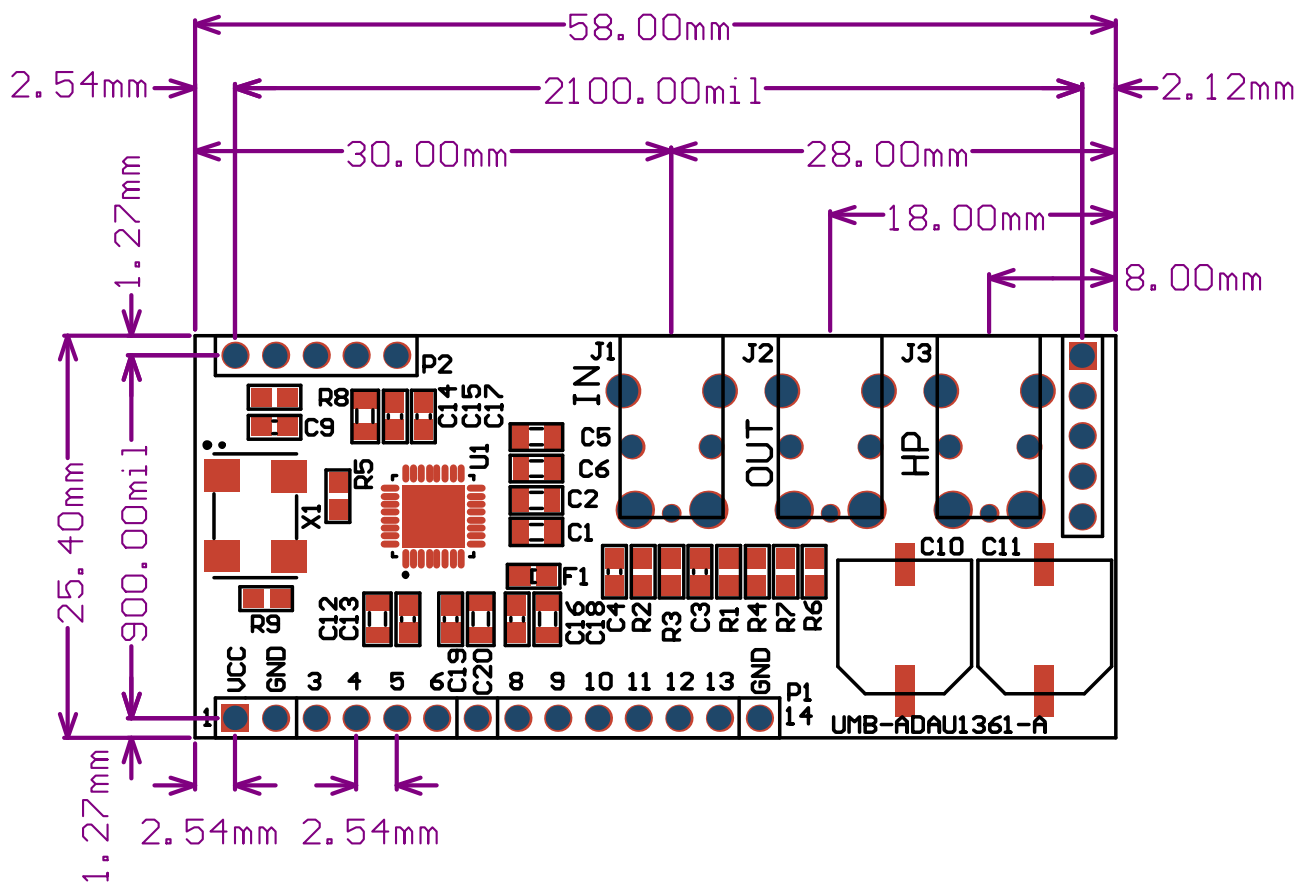 58.00mm
2.54mm
2100.00mil
2.12mm
30.00mm
28.00mm
1.27mm
18.00mm
8.00mm
J1
J2
J3
P2
IN
R8
C14
C15
C17
C9
C5
OUT
HP
U1
C6
R5
C2
X1
C1
25.40mm
900.00mil
C10
C11
F1
C12
C13
R9
C16
C18
C4
R2
R3
C3
R1
R4
R7
R6
VCC
GND
3
4
5
6
C19
C20
8
9
10
11
12
13
GND
P1
1
14
UMB-ADAU1361-A
1.27mm
2.54mm
2.54mm